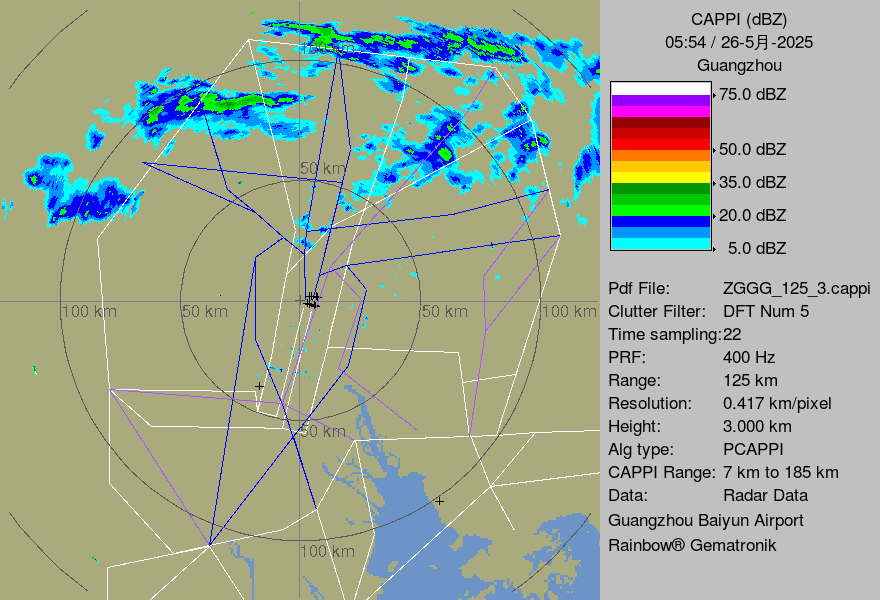 CAPPI (dBZ)
05:54 / 26-5月-2025
Guangzhou
75.0 dBZ
50.0 dBZ
35.0 dBZ
20.0 dBZ
5.0 dBZ
Pdf File: ZGGG_125_3.cappi
Clutter Filter: DFT Num 5
Time sampling:22
PRF: 400 Hz
Range: 125 km
Resolution: 0.417 km/pixel
Height: 3.000 km
Alg type: PCAPPI
CAPPI Range: 7 km to 185 km
Data: Radar Data
Guangzhou Baiyun Airport
Rainbow® Gematronik
100 km
50 km
100 km
50 km
50 km
100 km
50 km
100 km